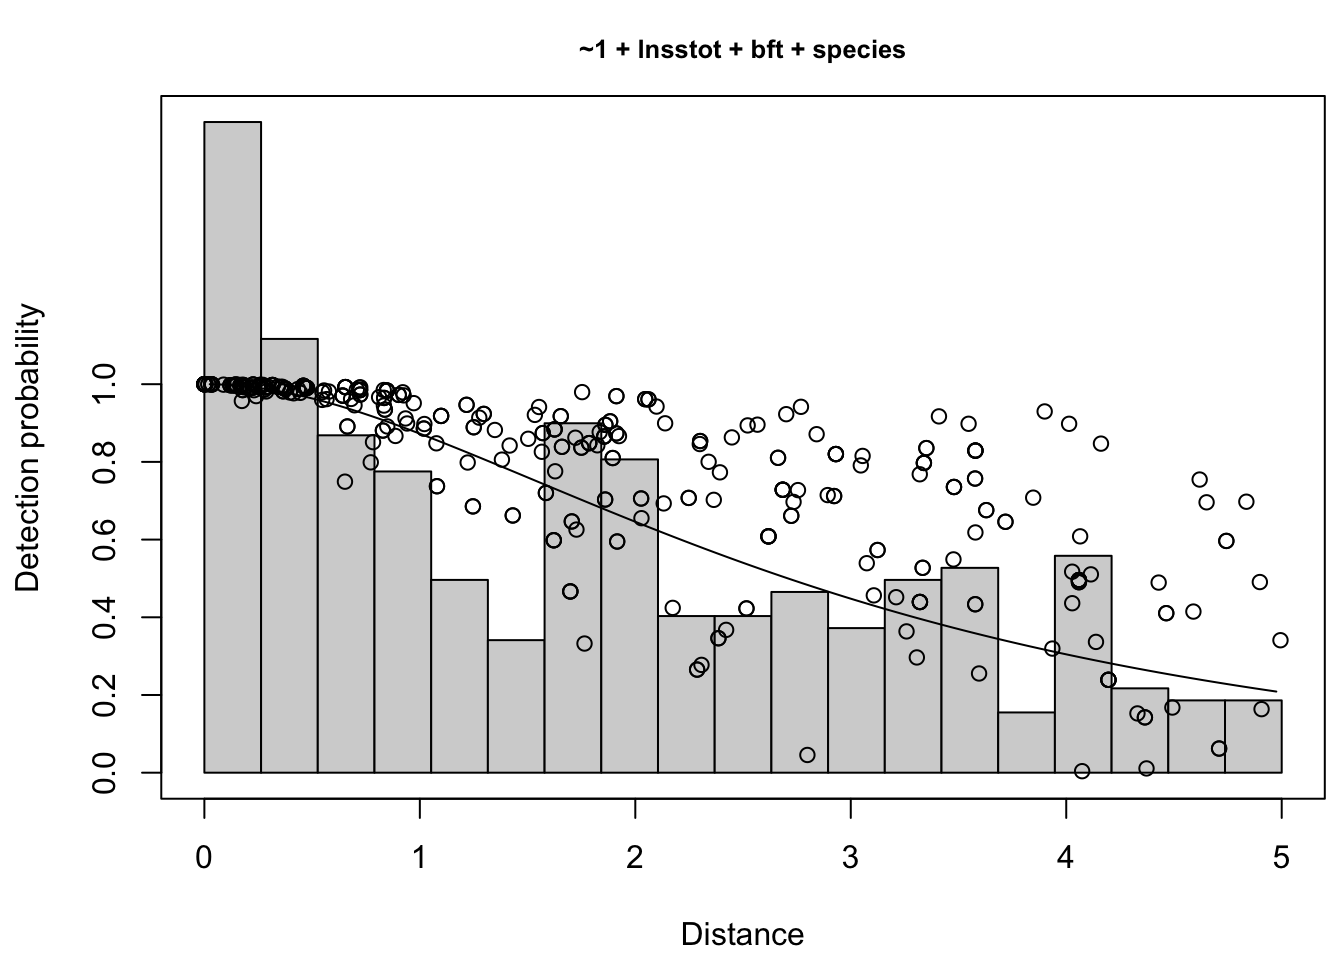 ~1 + lnsstot + bft + species
Detection probability
1.0
0.8
0.6
0.4
0.2
0.0
0 1 2 3 4 5
Distance